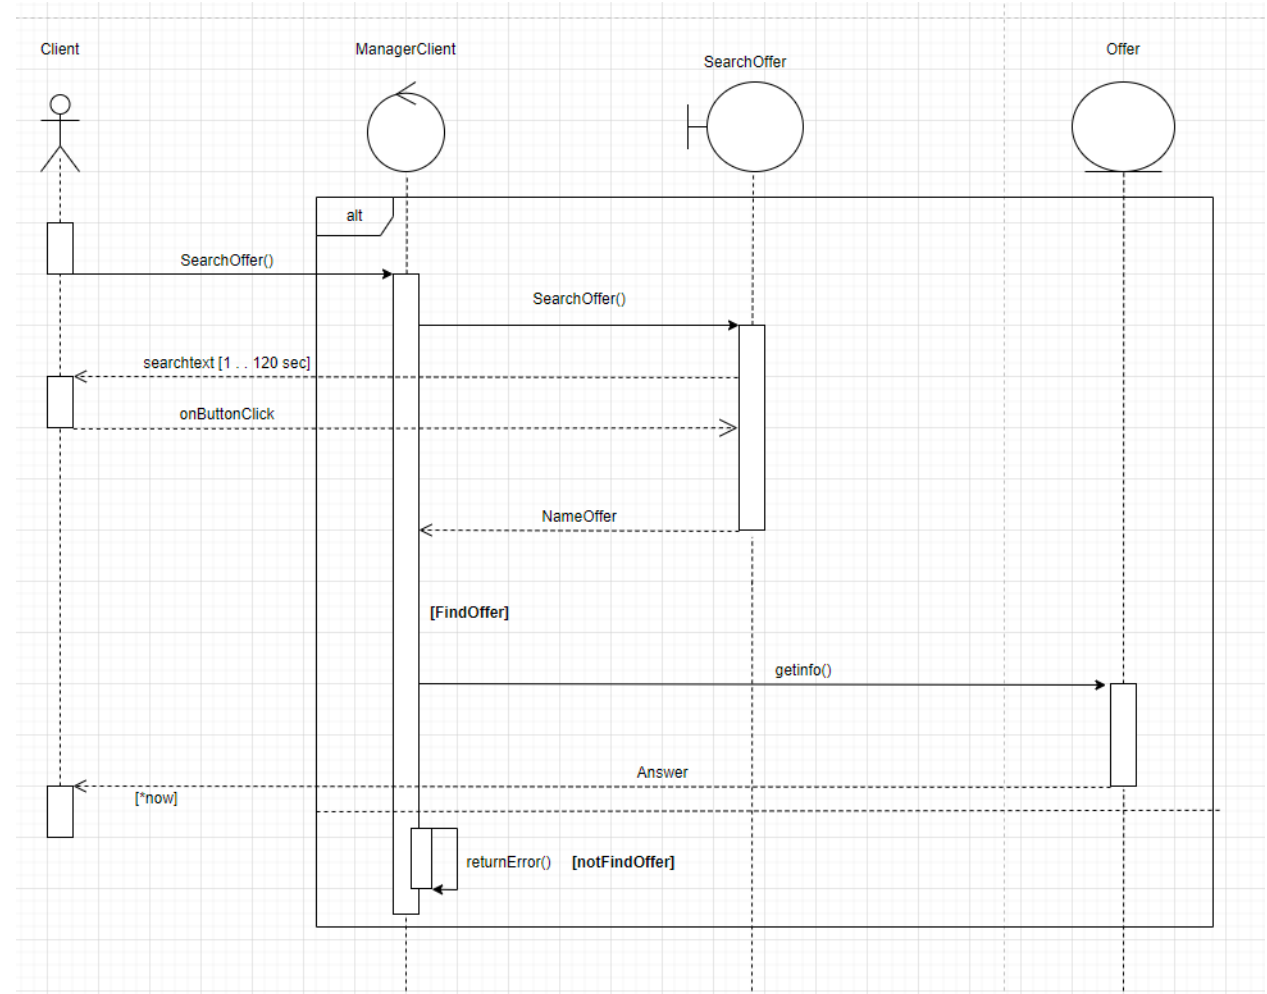 Client
ManagerClient
SearchOffer
Offer
alt
SearchOffer()
SearchOffer()
searchtext [1 . . 120 sec]
onButtonClick
NameOffer
[FindOffer]
getinfo()
Answer
[*now]
returnError() [notFindOffer]